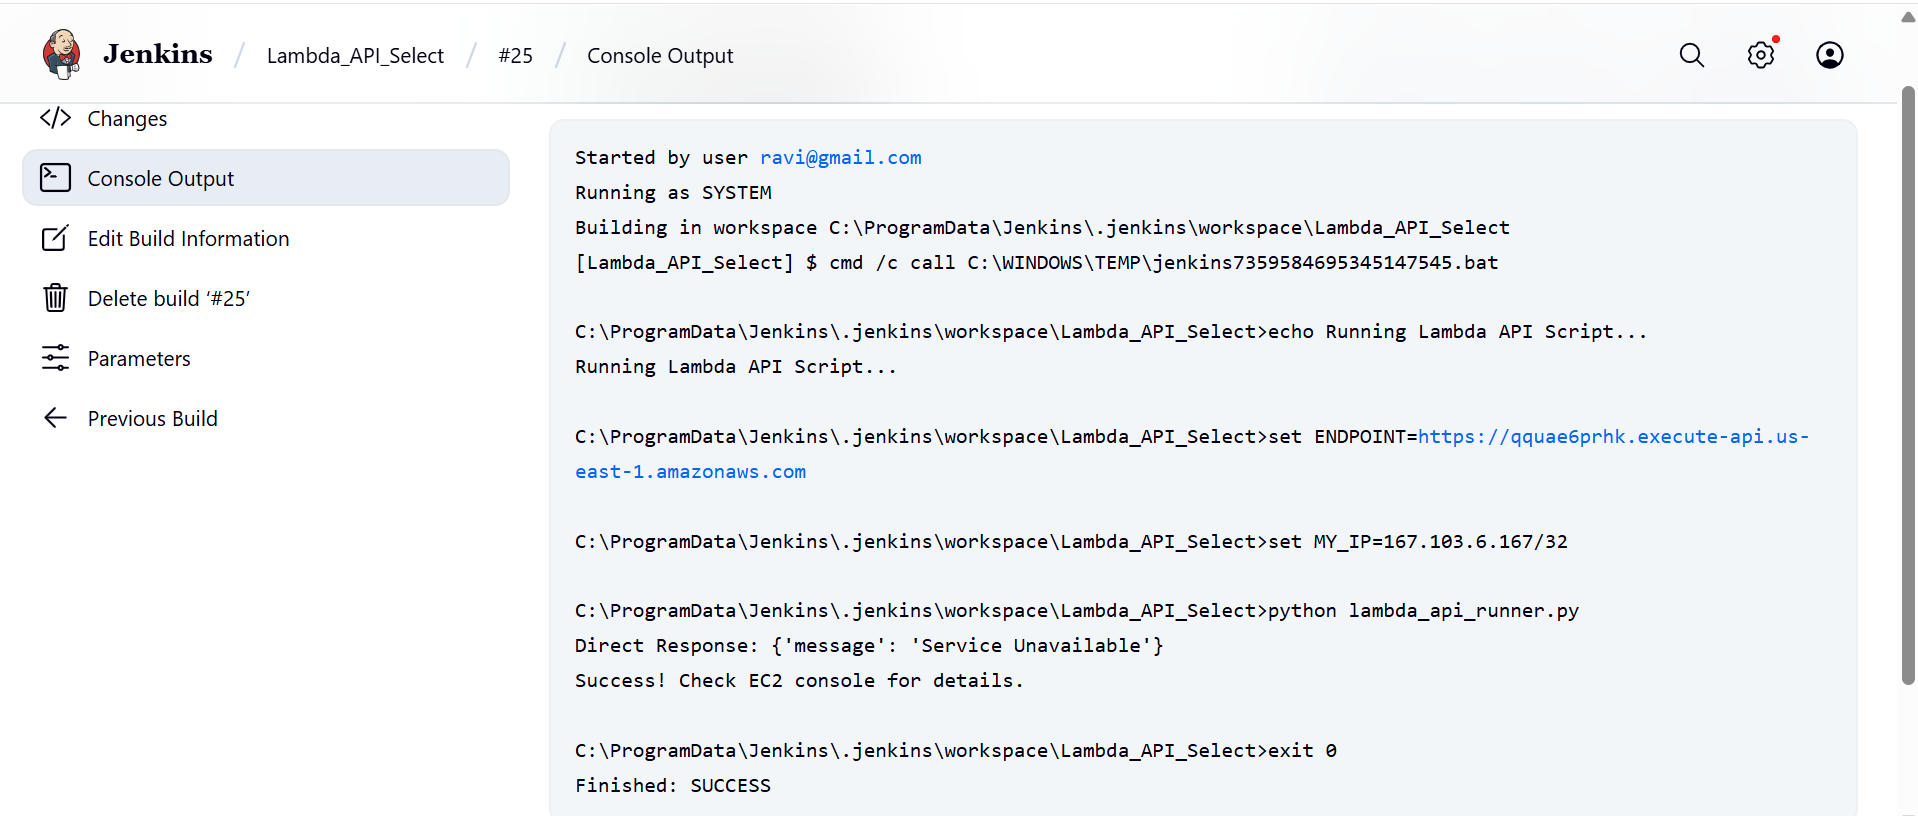 Jenkins / Lambda_API_Select / #25 / Console Output
Changes
Console Output
Edit Build Information
Delete build ‘#25’
Parameters
Previous Build
Started by user ravi@gmail.com
Running as SYSTEM
Building in workspace C:\ProgramData\Jenkins\.jenkins\workspace\Lambda_API_Select
[Lambda_API_Select] $ cmd /c call C:\WINDOWS\TEMP\jenkins7359584695345147545.bat
C:\ProgramData\Jenkins\.jenkins\workspace\Lambda_API_Select>echo Running Lambda API Script...
Running Lambda API Script...
C:\ProgramData\Jenkins\.jenkins\workspace\Lambda_API_Select>set ENDPOINT=https://qquae6prhk.execute-api.us-
east-1.amazonaws.com
C:\ProgramData\Jenkins\.jenkins\workspace\Lambda_API_Select>set MY_IP=167.103.6.167/32
C:\ProgramData\Jenkins\.jenkins\workspace\Lambda_API_Select>python lambda_api_runner.py
Direct Response: {'message': 'Service Unavailable'}
Success! Check EC2 console for details.
C:\ProgramData\Jenkins\.jenkins\workspace\Lambda_API_Select>exit 0
Finished: SUCCESS